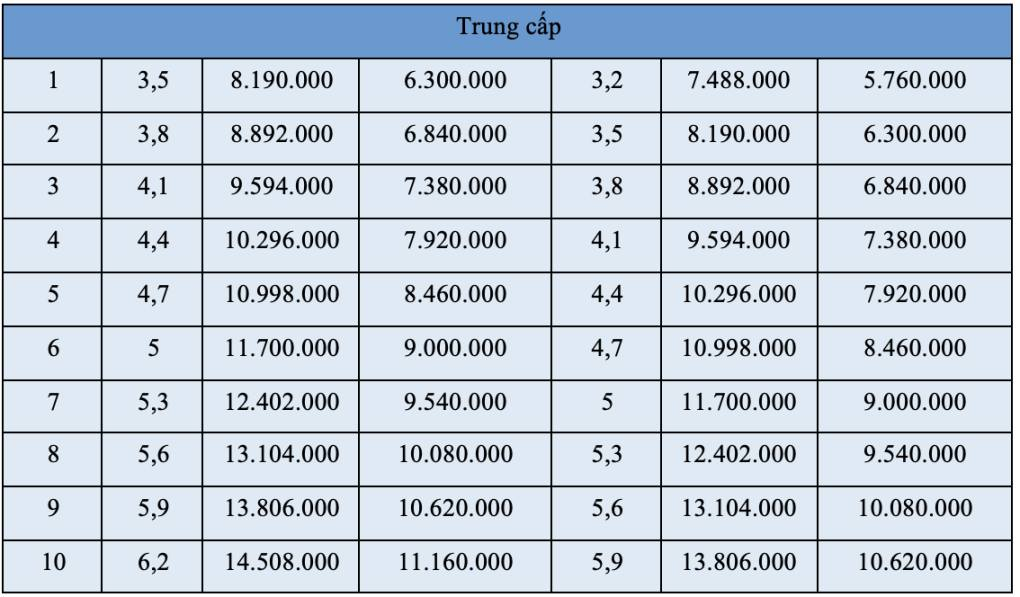 Trung cấp
1 3,5 8.190.000 6.300.000 3,2 7.488.000 5.760.000
2 3,8 8.892.000 6.840.000 3,5 8.190.000 6.300.000
3 4,1 9.594.000 7.380.000 3,8 8.892.000 6.840.000
4 4,4 10.296.000 7.920.000 4,1 9.594.000 7.380.000
5 4,7 10.998.000 8.460.000 4,4 10.296.000 7.920.000
6 5 11.700.000 9.000.000 4,7 10.998.000 8.460.000
7 5,3 12.402.000 9.540.000 5 11.700.000 9.000.000
8 5,6 13.104.000 10.080.000 5,3 12.402.000 9.540.000
9 5,9 13.806.000 10.620.000 5,6 13.104.000 10.080.000
10 6,2 14.508.000 11.160.000 5,9 13.806.000 10.620.000